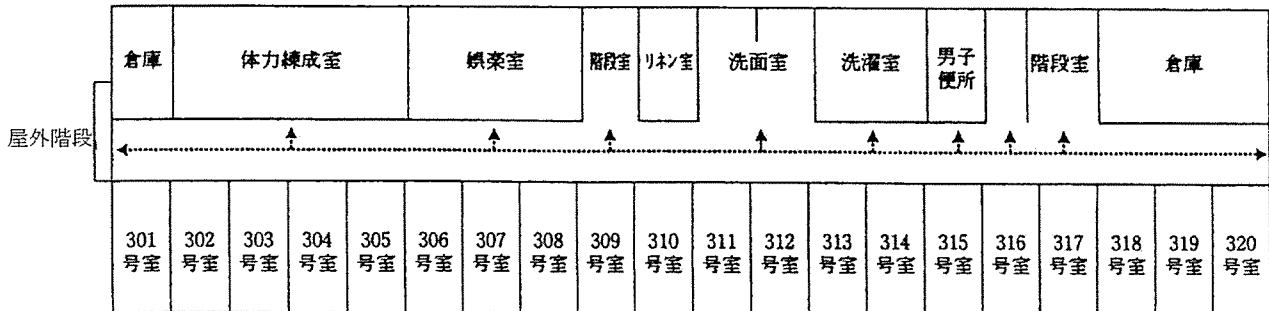 倉庫
体力練成室
娯楽室
階段室
リネン室
洗面室
洗濯室
男子
便所
階段室
倉庫
屋外階段
301
号室
302
号室
303
号室
304
号室
305
号室
306
号室
307
号室
308
号室
309
号室
310
号室
311
号室
312
号室
313
号室
314
号室
315
号室
316
号室
317
号室
318
号室
319
号室
320
号室